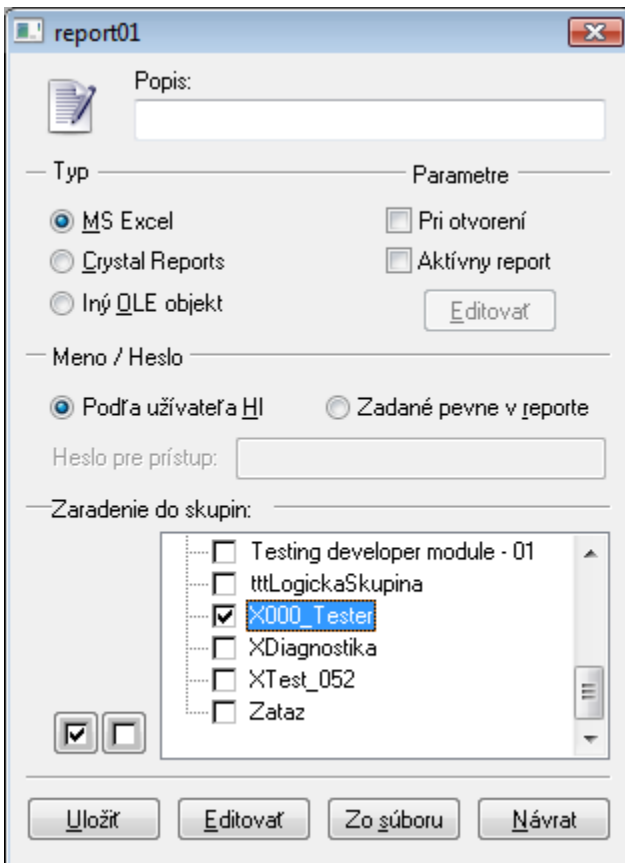 report01
Popis:
Typ
Parametre
MS Excel
Pri otvorení
Crystal Reports
Aktívny report
Iný OLE objekt
Editovať
Meno / Heslo
Podľa užívateľa HI
Zadané pevne v reporte
Heslo pre prístup:
Zaradenie do skupin:
Testing developer module - 01
tttLogickaSkupina
X000_Tester
XDiagnostika
XTest_052
Zataz
Uložiť
Editovať
Zo súboru
Návrat